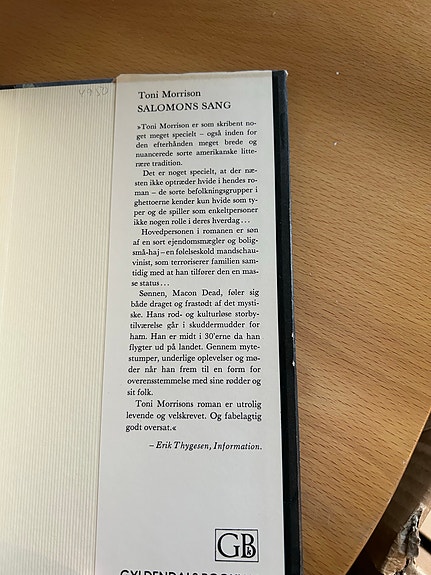 4950
Toni Morrison
SALOMONS SANG
»Toni Morrison er som skribent no-
get meget specielt – også inden for
den efterhånden meget brede og
nuancerede sorte amerikanske litte-
rære tradition.
Det er noget specielt, at der næ-
sten ikke optræder hvide i hendes ro-
man – de sorte befolkningsgrupper i
ghettoerne kender kun hvide som ty-
per og de spiller som enkeltpersoner
ikke nogen rolle i deres hverdag...
Hovedpersonen i romanen er søn
af en sort ejendomsmægler og bolig-
små-haj – en følelseskold mandschau-
vinist, som terroriserer familien sam-
tidig med at han tilfører den en mas-
se status...
Sønnen, Macon Dead, føler sig
både draget og frastødt af det mysti-
ske. Hans rod- og kulturløse storby-
tilværelse går i skuddermudder for
ham. Han er midt i 30'erne da han
flygter ud på landet. Gennem myte-
stumper, underlige oplevelser og mø-
der når han frem til en form for
overensstemmelse med sine rødder og
sit folk.
Toni Morrisons roman er utrolig
levende og velskrevet. Og fabelagtig
godt oversat.«
– Erik Thygesen, Information.
GBk